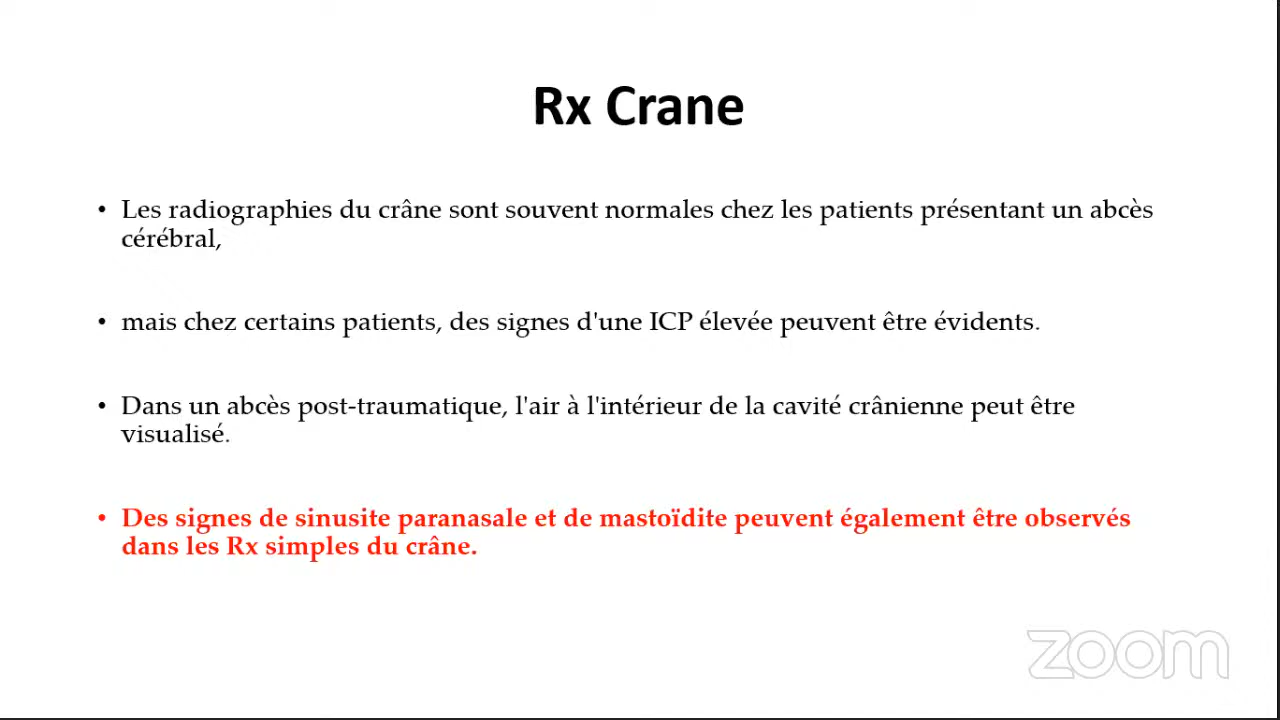 Rx Crane
• Les radiographies du crâne sont souvent normales chez les patients présentant un abcès
cérébral,
• mais chez certains patients, des signes d'une ICP élevée peuvent être évidents.
• Dans un abcès post-traumatique, l'air à l'intérieur de la cavité crânienne peut être
visualisé.
• Des signes de sinusite paranasale et de mastoïdite peuvent également être observés
dans les Rx simples du crâne.
zoom